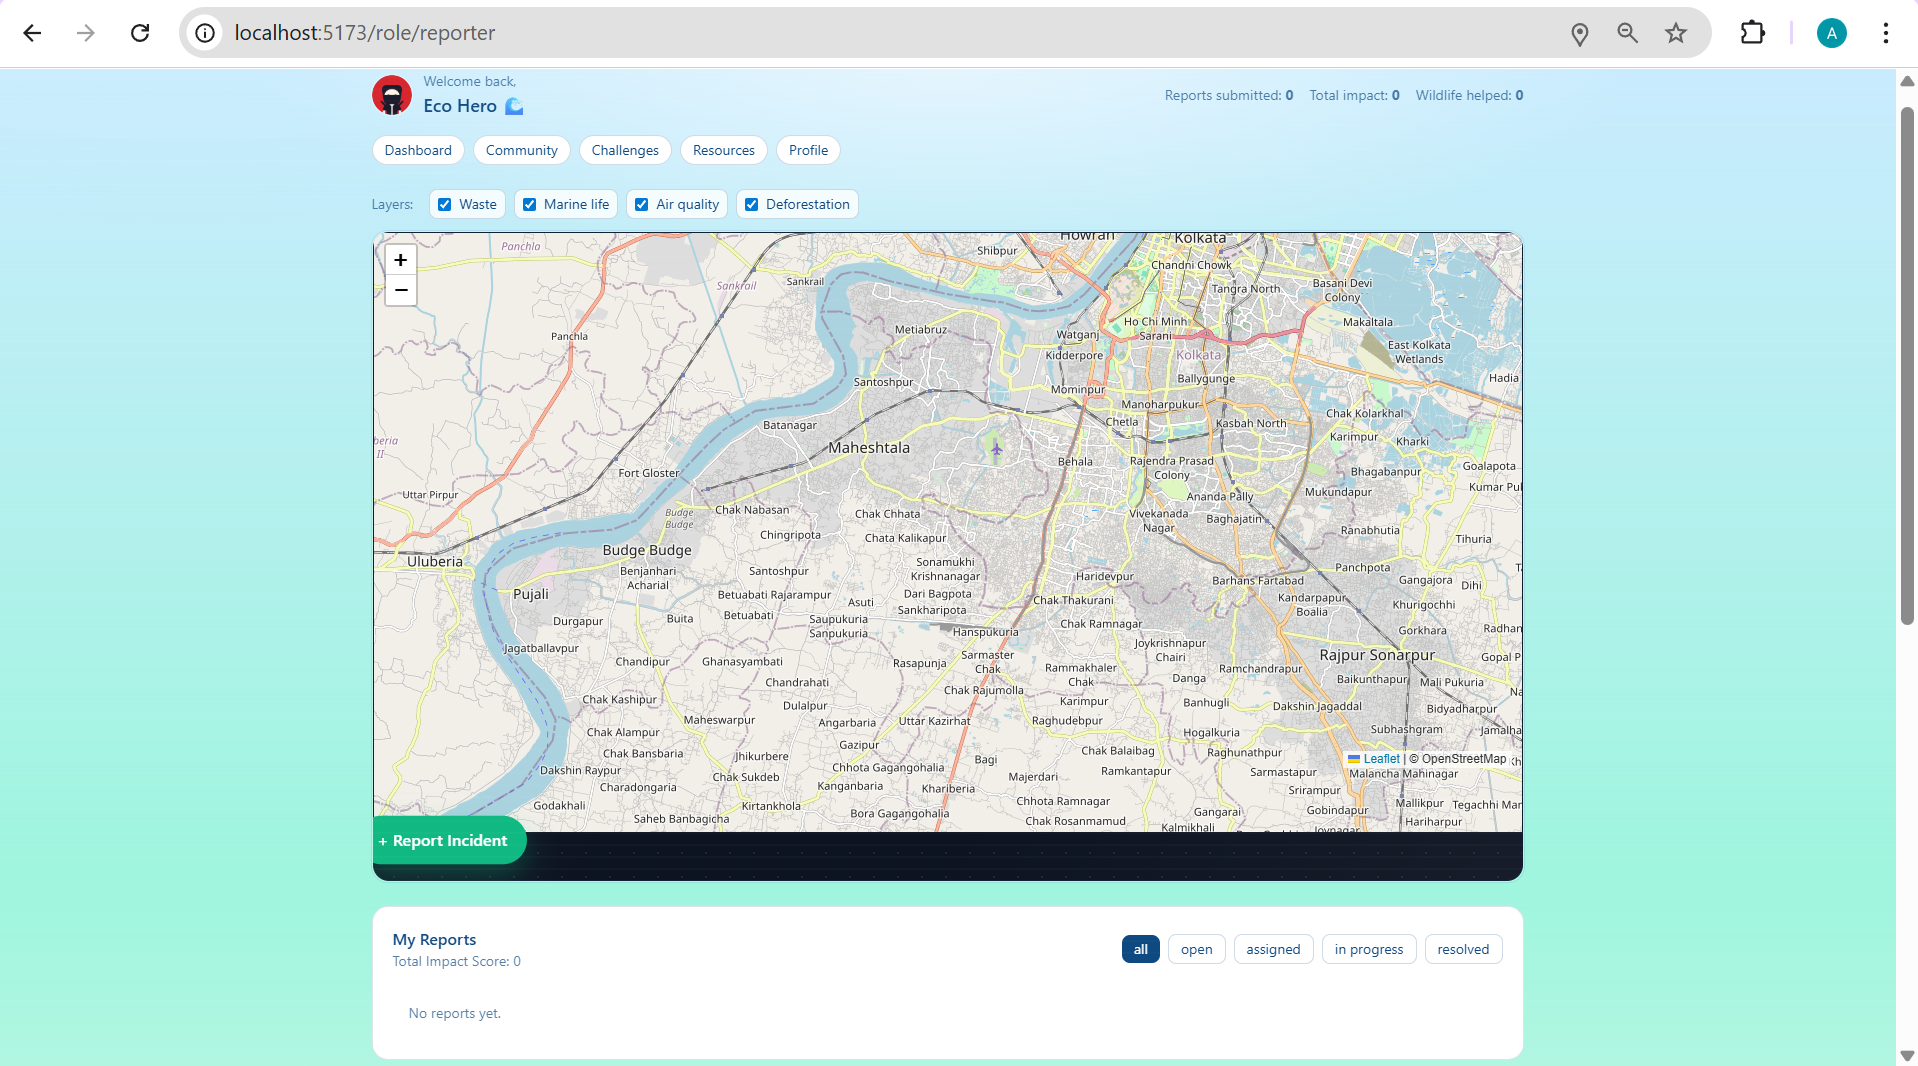 localhost:5173/role/reporter
A
Welcome back,
Eco Hero
Reports submitted: 0 Total impact: 0 Wildlife helped: 0
Dashboard Community Challenges Resources Profile
Layers: Waste Marine life Air quality Deforestation
+
−
Panchla
Howrah
Kolkata
Shibpur
Chandni Chowk
Sankrail
Sankrail
Tangra North
Basani Devi
Colony
Metiabruz
Watganj
Ho Chi Minh
Sarani
Makaltala
Panchla
East Kolkata
Wetlands
Kidderpore
Kolkata
Santoshpur
Ballygunge
Hadia
Mominpur
Manoharpukur
Chak Kolarkhal
Batanagar
Chetla
Kasbah North
Karimpur
Kharki
beria
II
Maheshtala
Behala
Rajendra Prasad
Colony
Goalapota
Fort Gloster
Bhagabanpur
Kumar Pu
Uttar Pirpur
Ananda Pally
Mukundapur
Budge
Budge
Chak Nabasan
Chak Chhata
Vivekananda
Nagar
Baghajatin
Ranabhutia
Chingripota
Chata Kalikapur
Tihuria
Budge Budge
Uluberia
Sonamukhi
Krishnanagar
Panchpota
Benjanhari
Acharial
Santoshpur
Haridevpur
Barhans Fartabad
Gangajora
Dihi
Pujali
Betuabati Rajarampur
Dari Bagpota
Asuti
Chak Thakurani
Kandarpapur
Boalia
Khurigochhi
Durgapur
Buita
Betuabati
Saupukuria
Sanpukuria
Sankharipota
Hanspukuria
Chak Ramnagar
Gorkhara
Radhan
Jagatballavpur
Joykrishnapur
Chairi
Chandipur
Ghanasyambati
Rasapunja
Sarmaster
Chak
Rammakhaler
Chak
Ramchandrapur
Rajpur Sonarpur
Gopal P
Chandrahati
Danga
Baikunthapur
Mali Pukuria
Na
Chak Kashipur
Dulalpur
Chak Rajumolla
Karimpur
Banhugli
Dakshin Jagaddal
Bidyadharpur
Maheswarpur
Angarbaria
Uttar Kazirhat
Raghudebpur
Chak Alampur
Hogalkuria
Subhashgram
Jamalha
Chak Bansbaria
Jhikurbere
Gazipur
Bagi
Chak Balaibag
Raghunathpur
Leaflet | © OpenStreetMap
Dakshin Raypur
Chak Sukdeb
Chhota Gagangohalia
Majerdari
Ramkantapur
Sarmastapur
Malancha Mahinagar
Charadongaria
Kanganbaria
Khariberia
Srirampur
Godakhali
Kirtankhola
Chhota Ramnagar
Gangarai
Gobindapur
Mallikpur
Tegachhi Mar
Saheb Banbagicha
Bora Gagangohalia
Chak Rosanmamud
Kalmikhali
Hariharpur
+ Report Incident
My Reports
Total Impact Score: 0
all open assigned in progress resolved
No reports yet.